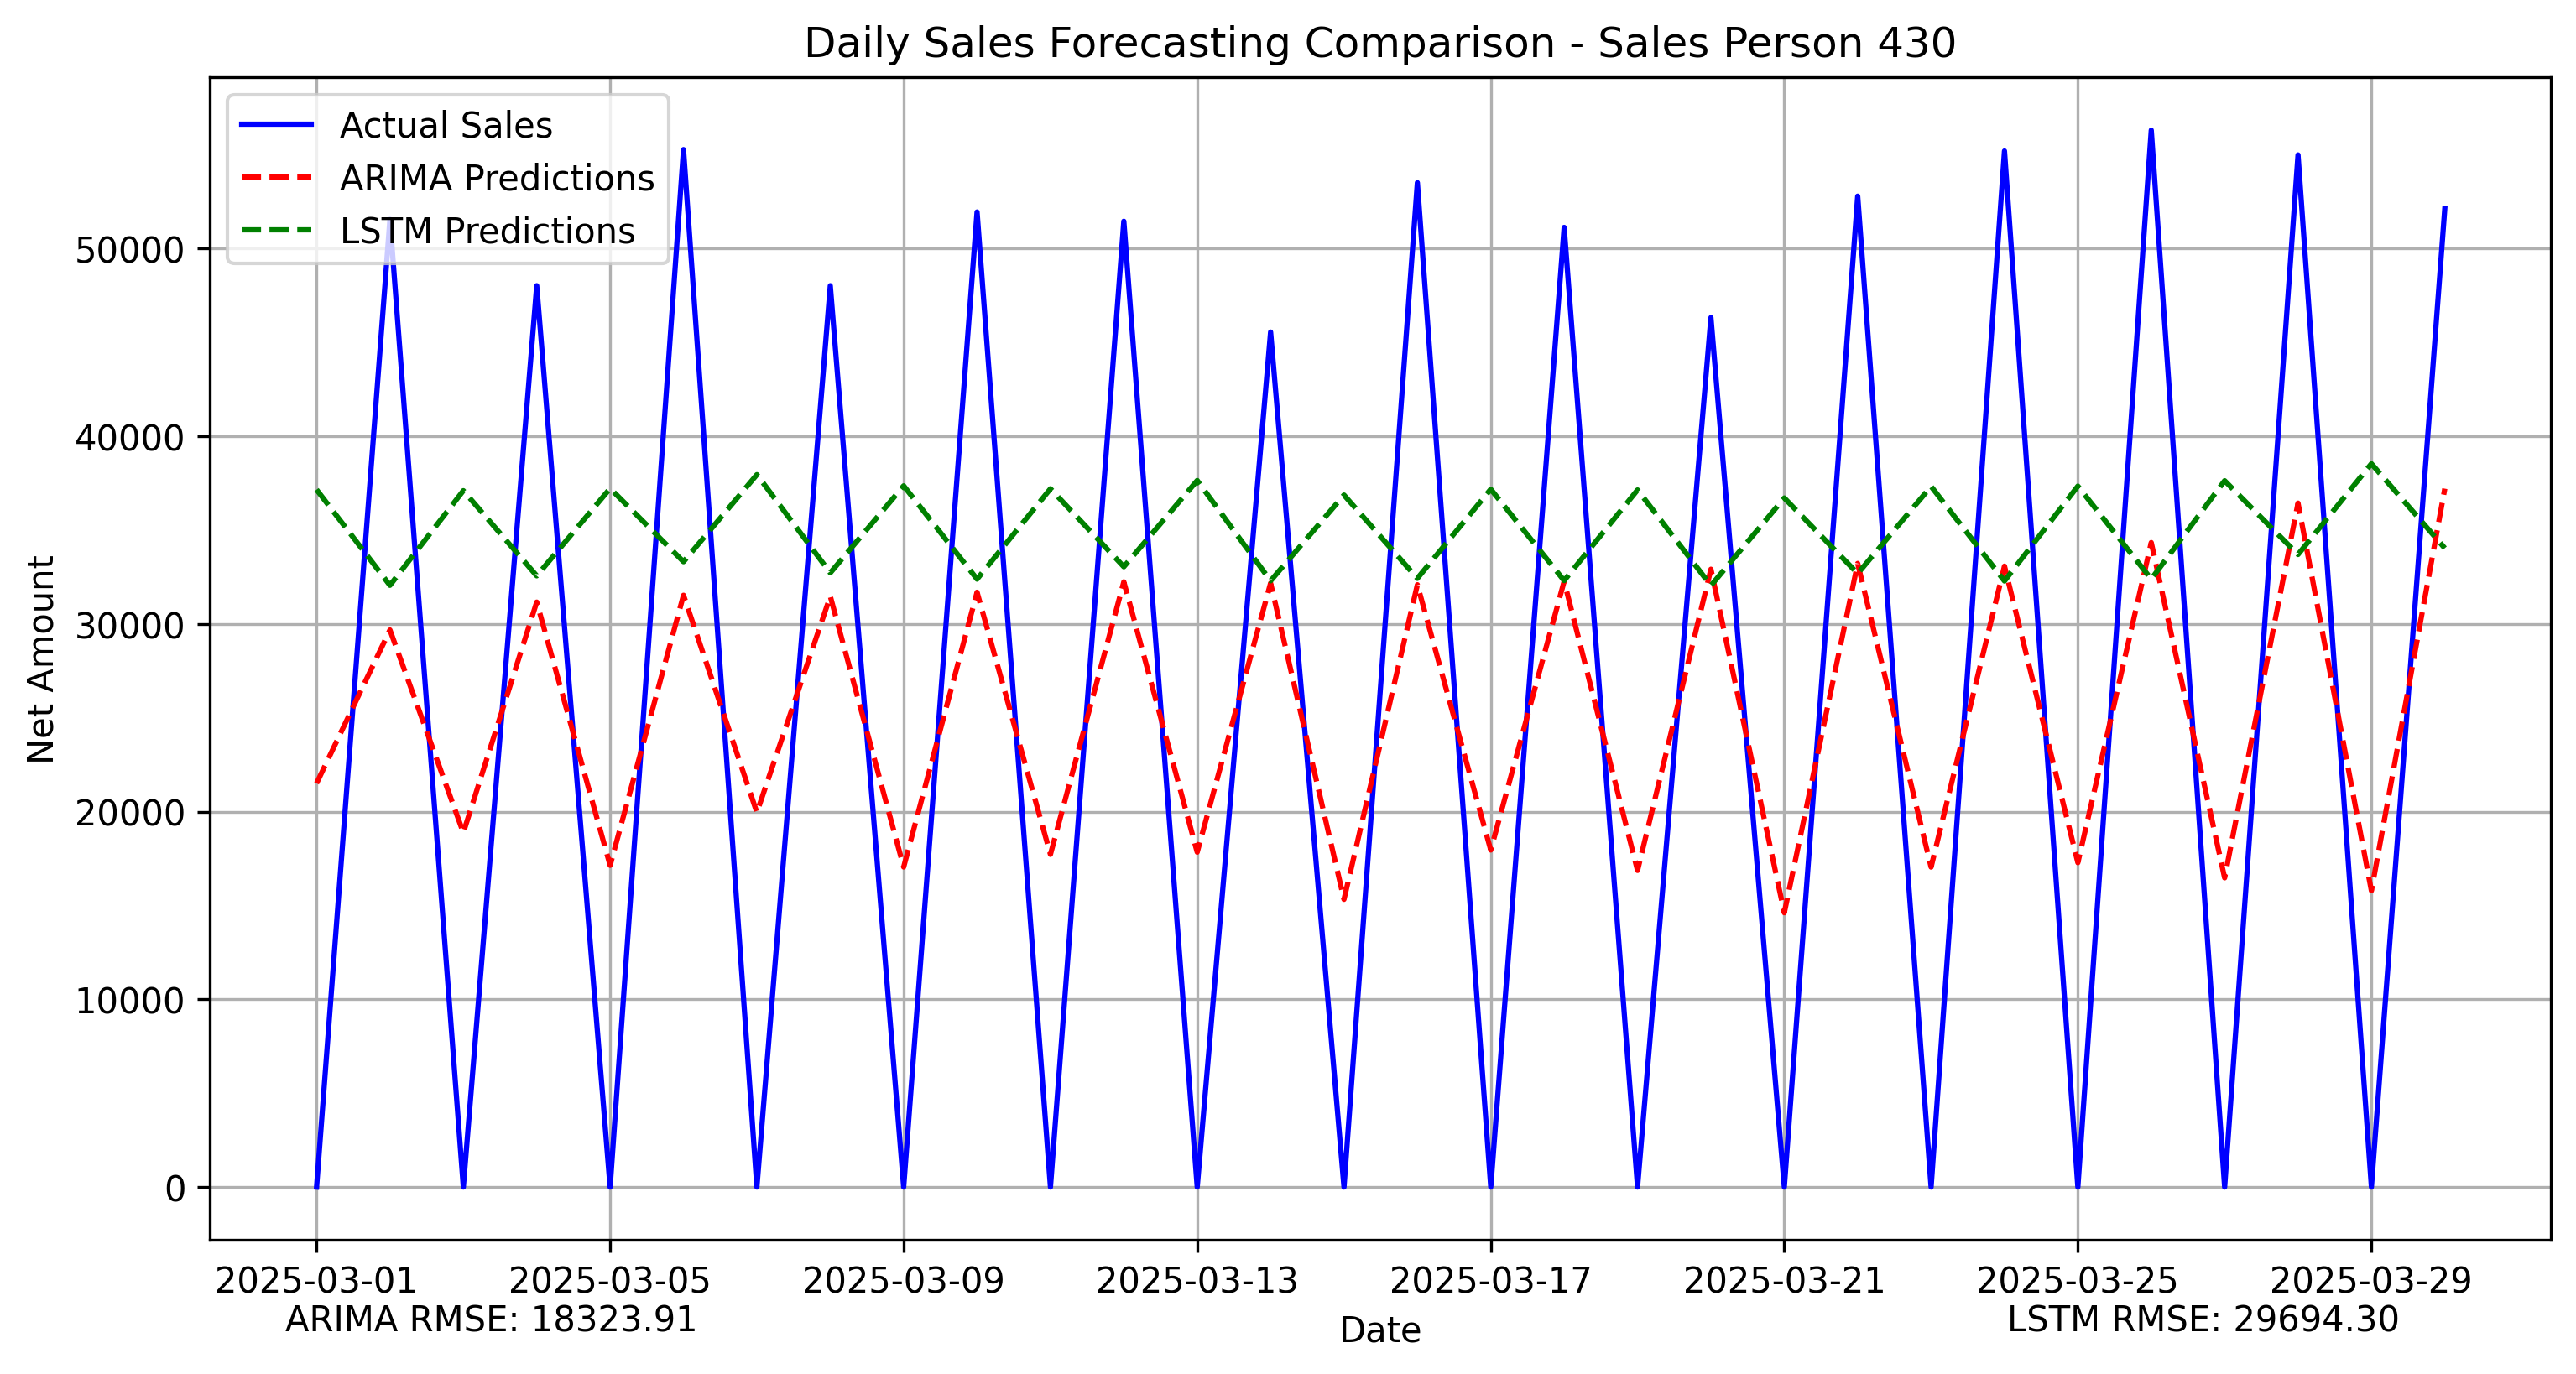 Daily Sales Forecasting Comparison - Sales Person 430
Actual Sales
ARIMA Predictions
LSTM Predictions
Net Amount
50000
40000
30000
20000
10000
0
2025-03-01 2025-03-05 2025-03-09 2025-03-13 2025-03-17 2025-03-21 2025-03-25 2025-03-29
ARIMA RMSE: 18323.91
Date
LSTM RMSE: 29694.30